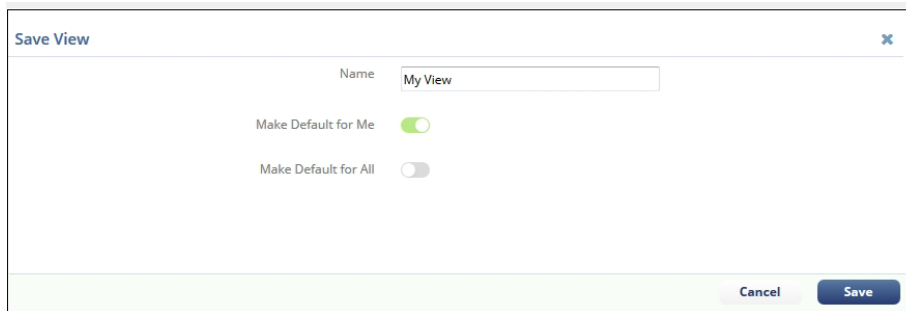 Save View
Name My View
Make Default for Me
Make Default for All
Cancel Save